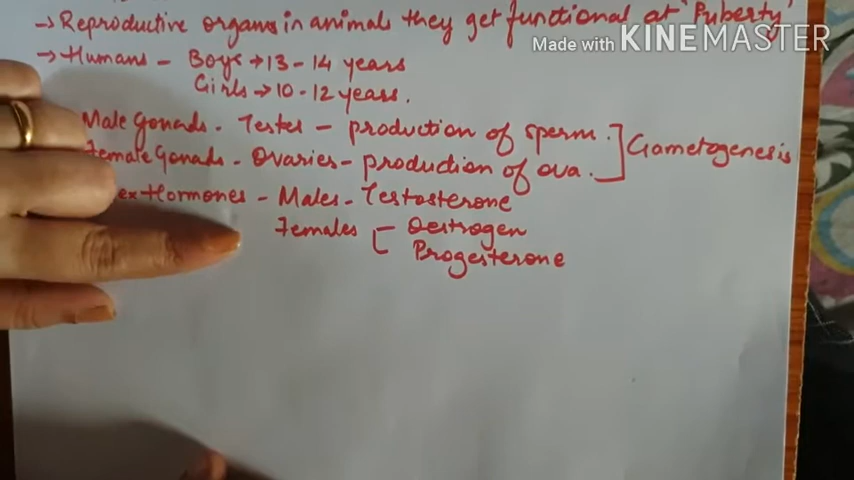 → Reproductive organs in animals they get functional at 'Puberty'
Made with KINEMASTER
→ Humans - Boys → 13 - 14 years
Girls → 10 - 12 years.
Male Gonads - Testes - production of sperm.
Gametogenesis
Female Gonads - Ovaries - production of ova.
ex Hormones - Males - Testosterone
Females
Oestrogen
Progesterone